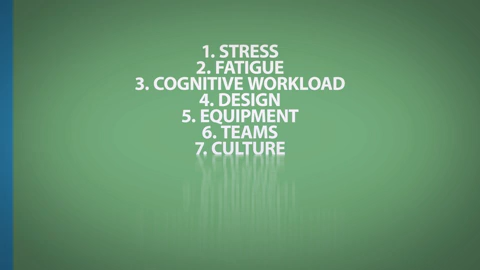 1. STRESS
2. FATIGUE
3. COGNITIVE WORKLOAD
4. DESIGN
5. EQUIPMENT
6. TEAMS
7. CULTURE